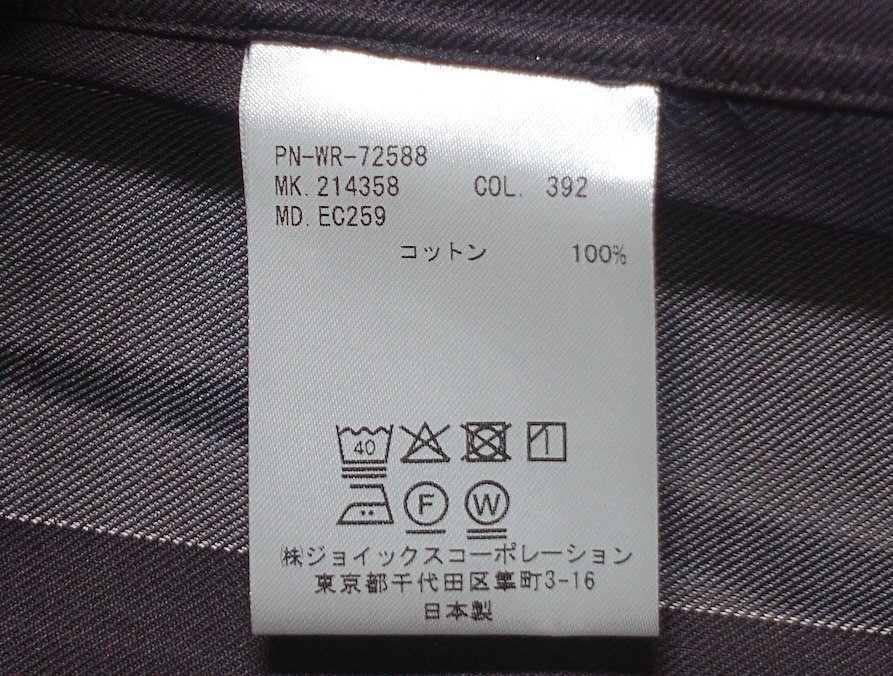 PN-WR-72588
MK. 214358 COL. 392
MD. EC259
コットン 100%
40
F W
㈱ジョイックスコーポレーション
東京都千代田区隼町3-16
日本製